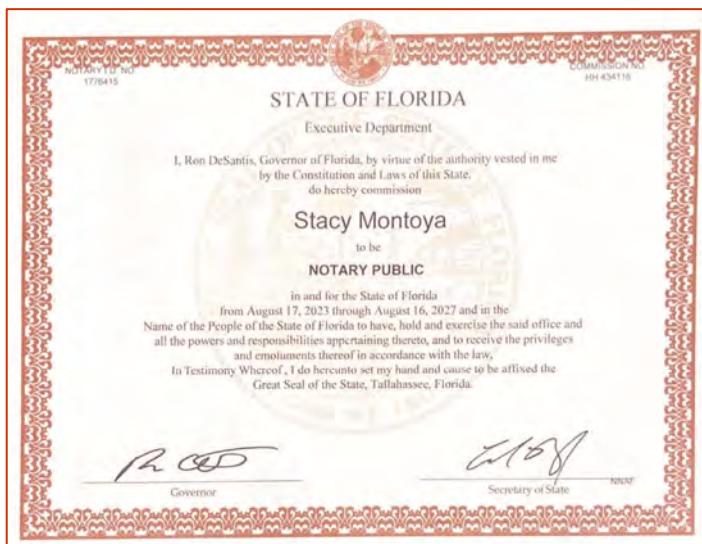 NOTARY I.D. NO.
1776415
COMMISSION NO.
HH 434116
STATE OF FLORIDA
Executive Department
I, Ron DeSantis, Governor of Florida, by virtue of the authority vested in me
by the Constitution and Laws of this State,
do hereby commission
Stacy Montoya
to be
NOTARY PUBLIC
in and for the State of Florida
from August 17, 2023 through August 16, 2027 and in the
Name of the People of the State of Florida to have, hold and exercise the said office and
all the powers and responsibilities appertaining thereto, and to receive the privileges
and emoluments thereof in accordance with the law,
In Testimony Whereof, I do hereunto set my hand and cause to be affixed the
Great Seal of the State, Tallahassee, Florida.
Governor
Secretary of State
NNAF